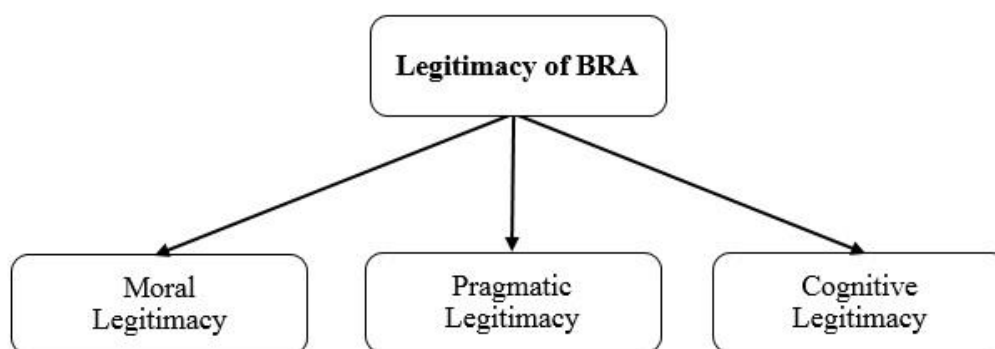 Legitimacy of BRA
Moral
Legitimacy
Pragmatic
Legitimacy
Cognitive
Legitimacy